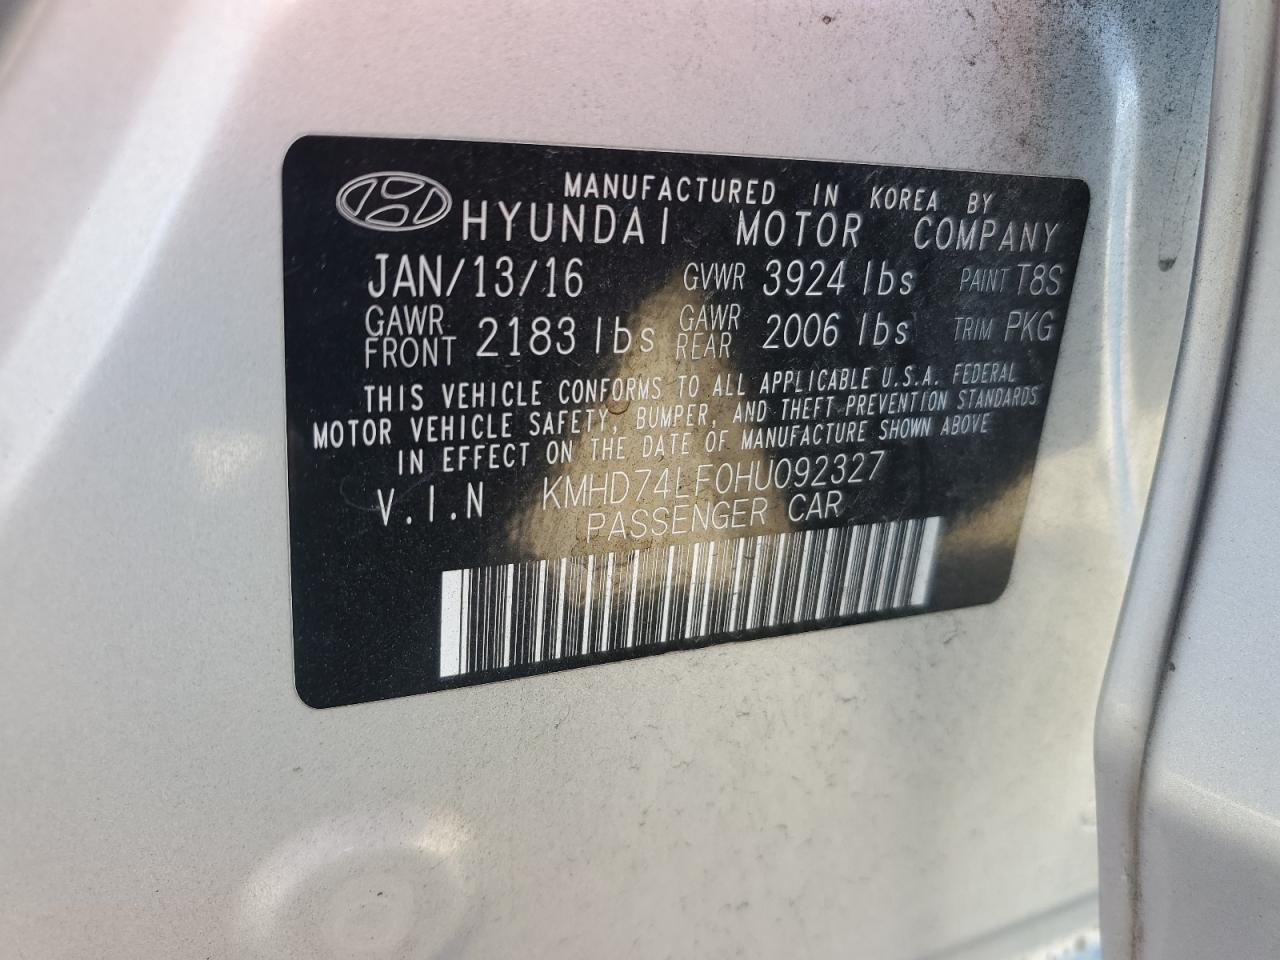 MANUFACTURED IN KOREA BY
HYUNDAI MOTOR COMPANY
JAN/13/16 GVWR 3924 lbs PAINT T8S
GAWR FRONT 2183 lbs GAWR REAR 2006 lbs TRIM PKG
THIS VEHICLE CONFORMS TO ALL APPLICABLE U.S.A. FEDERAL
MOTOR VEHICLE SAFETY, BUMPER, AND THEFT PREVENTION STANDARDS
IN EFFECT ON THE DATE OF MANUFACTURE SHOWN ABOVE
V.I.N KMHD74LF0HU092327
PASSENGER CAR